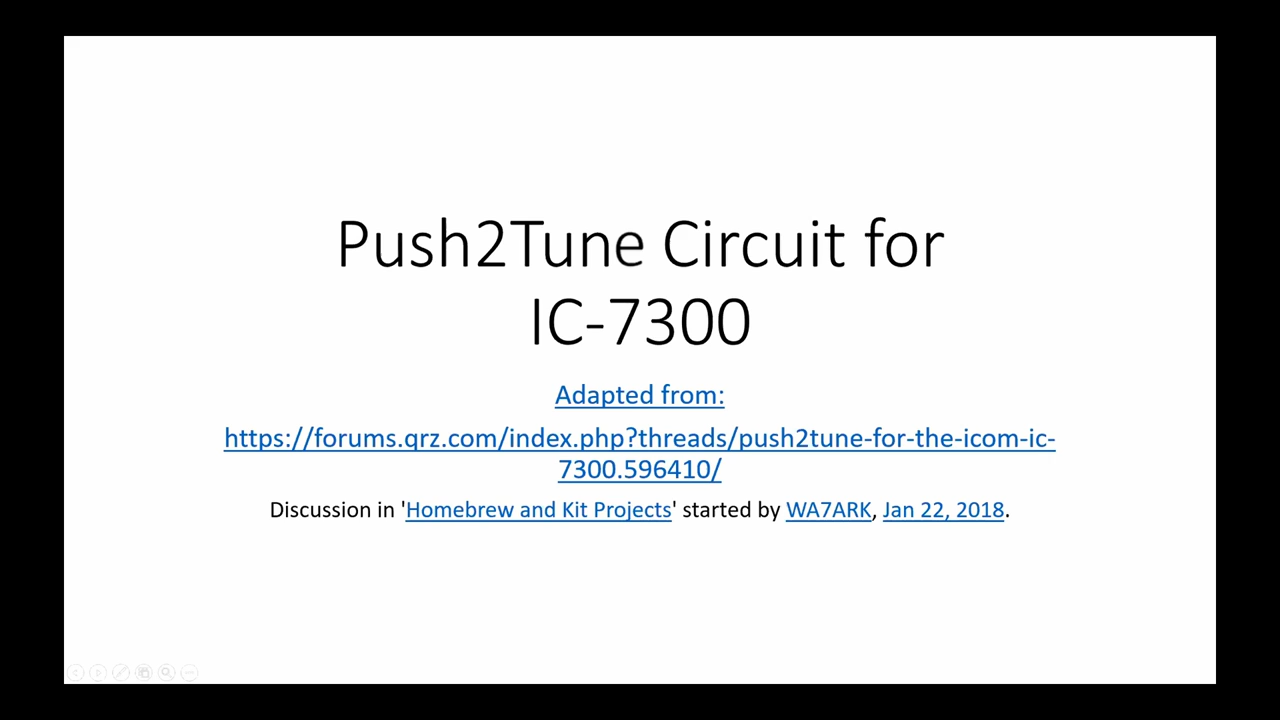 Push2Tune Circuit for
IC-7300
Adapted from:
https://forums.qrz.com/index.php?threads/push2tune-for-the-icom-ic-
7300.596410/
Discussion in 'Homebrew and Kit Projects' started by WA7ARK, Jan 22, 2018.